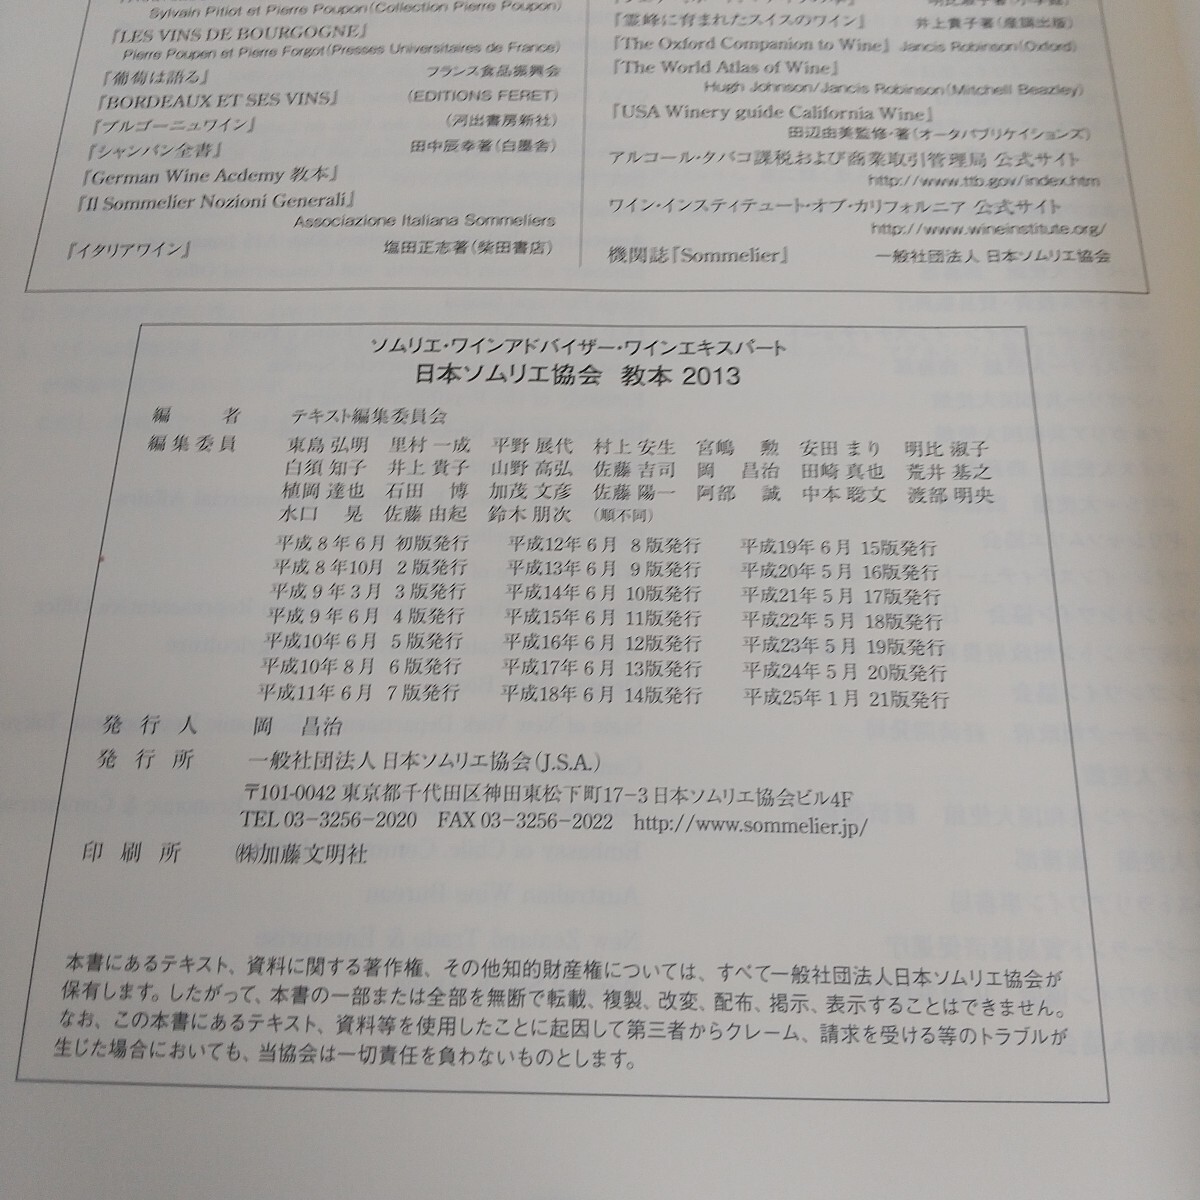 Sylvain Pitiot et Pierre Poupon(Collection Pierre Poupon)
『LES VINS DE BOURGOGNE』
Pierre Poupen et Pierre Forgot(Presses Universitaires de France)
『葡萄は語る』 フランス食品振興会
『BORDEAUX ET SES VINS』 (EDITIONS FERET)
『ブルゴーニュワイン』 (河出書房新社)
『シャンパン全書』 田中辰幸著(白墨舎)
『German Wine Acdemy 教本』
『Il Sommelier Nozioni Generali』
Associazione Italiana Sommeliers
『イタリアワイン』 塩田正志著(柴田書店)
『霊峰に育まれたスイスのワイン』 井上貴子著(産調出版)
『The Oxford Companion to Wine』 Jancis Robinson(Oxford)
『The World Atlas of Wine』
Hugh Johnson/Jancis Robinson(Mitchell Beazley)
『USA Winery guide California Wine』
田辺由美監修・著(オータパブリケイションズ)
アルコール・タバコ課税および商業取引管理局 公式サイト
http://www.ttb.gov/index.htm
ワイン・インスティテュート・オブ・カリフォルニア 公式サイト
http://www.wineinstitute.org/
機関誌『Sommelier』 一般社団法人 日本ソムリエ協会
ソムリエ・ワインアドバイザー・ワインエキスパート
日本ソムリエ協会 教本 2013
編 者 テキスト編集委員会
編集委員 東島 弘明 里村 一成 平野 展代 村上 安生 宮嶋 勲 安田 まり 明比 淑子
白須 知子 井上 貴子 山野 高弘 佐藤 吉司 岡 昌治 田崎 真也 荒井 基之
植岡 達也 石田 博 加茂 文彦 佐藤 陽一 阿部 誠 中本 聡文 渡部 明央
水口 晃 佐藤 由起 鈴木 朋次 (順不同)
平成8年6月 初版発行 平成12年6月 8版発行 平成19年6月 15版発行
平成8年10月 2版発行 平成13年6月 9版発行 平成20年5月 16版発行
平成9年3月 3版発行 平成14年6月 10版発行 平成21年5月 17版発行
平成9年6月 4版発行 平成15年6月 11版発行 平成22年5月 18版発行
平成10年6月 5版発行 平成16年6月 12版発行 平成23年5月 19版発行
平成10年8月 6版発行 平成17年6月 13版発行 平成24年5月 20版発行
平成11年6月 7版発行 平成18年6月 14版発行 平成25年1月 21版発行
発 行 人 岡 昌治
発 行 所 一般社団法人 日本ソムリエ協会(J.S.A.)
〒101-0042 東京都千代田区神田東松下町17-3 日本ソムリエ協会ビル4F
TEL 03-3256-2020 FAX 03-3256-2022 http://www.sommelier.jp/
印 刷 所 ㈱加藤文明社
本書にあるテキスト、資料に関する著作権、その他知的財産権については、すべて一般社団法人日本ソムリエ協会が
保有します。したがって、本書の一部または全部を無断で転載、複製、改変、配布、掲示、表示することはできません。
なお、この本書にあるテキスト、資料等を使用したことに起因して第三者からクレーム、請求を受ける等のトラブルが
生じた場合においても、当協会は一切責任を負わないものとします。